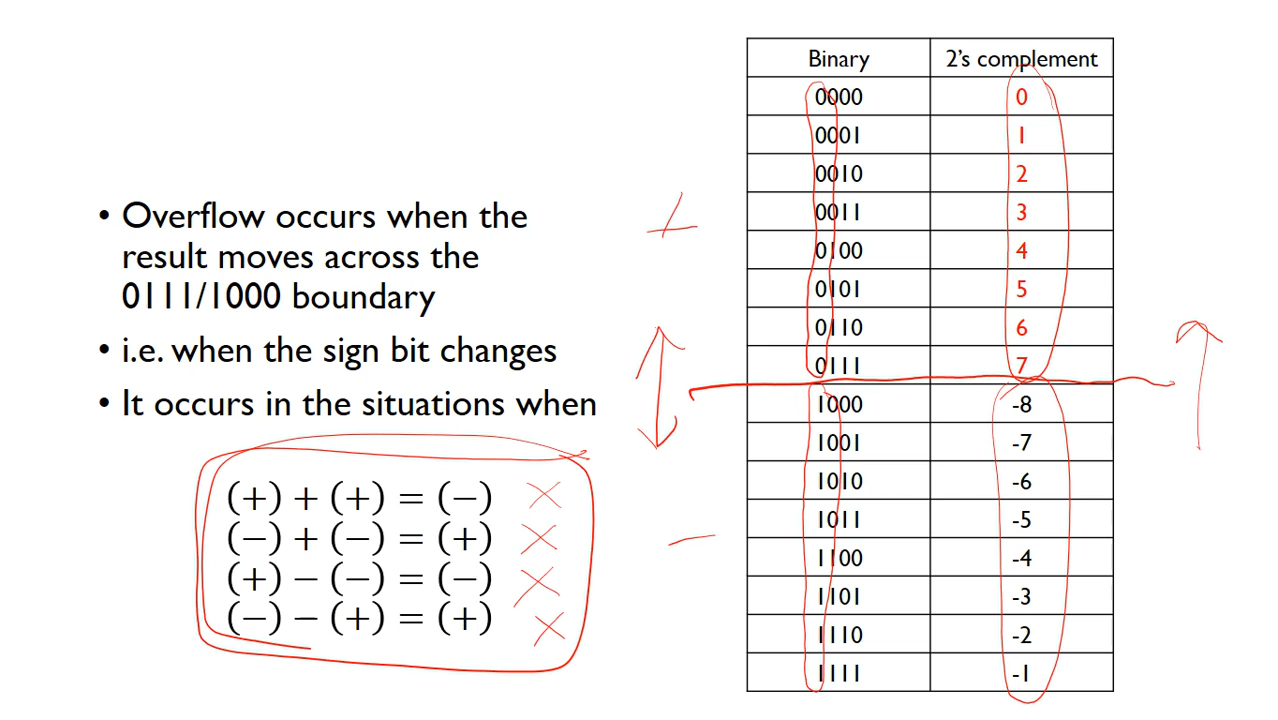 • Overflow occurs when the
result moves across the
0111/1000 boundary
• i.e. when the sign bit changes
• It occurs in the situations when
(+) + (+) = (−) ×
(−) + (−) = (+) ×
(+) − (−) = (−) ×
(−) − (+) = (+) ×
+
−
Binary 2's complement
0000 0
0001 1
0010 2
0011 3
0100 4
0101 5
0110 6
0111 7
1000 -8
1001 -7
1010 -6
1011 -5
1100 -4
1101 -3
1110 -2
1111 -1